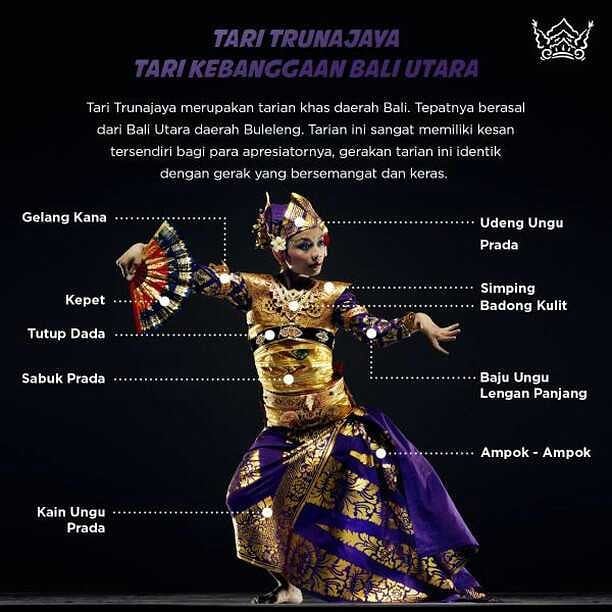 TARI TRUNAJAYA
TARI KEBANGGAAN BALI UTARA
Tari Trunajaya merupakan tarian khas daerah Bali. Tepatnya berasal
dari Bali Utara daerah Buleleng. Tarian ini sangat memiliki kesan
tersendiri bagi para apresiatornya, gerakan tarian ini identik
dengan gerak yang bersemangat dan keras.
Gelang Kana
Kepet
Tutup Dada
Sabuk Prada
Kain Ungu
Prada
Udeng Ungu
Prada
Simping
Badong Kulit
Baju Ungu
Lengan Panjang
Ampok - Ampok